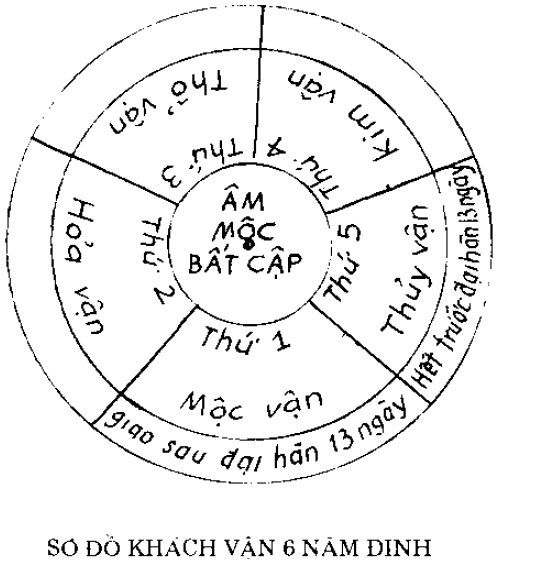 ÂM
MỘC
BẤT CẬP
Thứ 1
Mộc vận
giao sau đại hãn 13 ngày
Thứ 2
Hỏa vận
Thứ 3
Thổ vận
Thứ 4
Kim vận
Thứ 5
Thủy vận
Hết trước đại hãn 13 ngày
SƠ ĐỒ KHÁCH VẬN 6 NĂM ĐINH